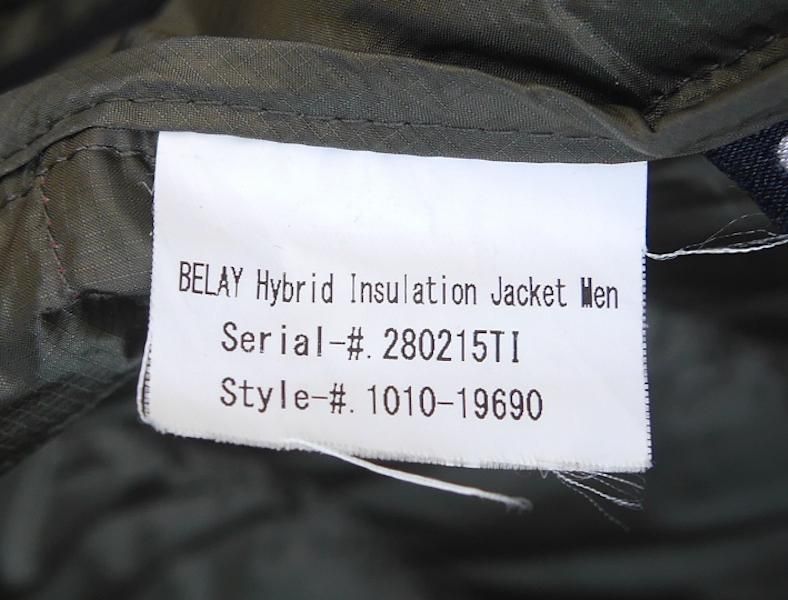 BELAY Hybrid Insulation Jacket Men
Serial-#. 280215TI
Style-#. 1010-19690